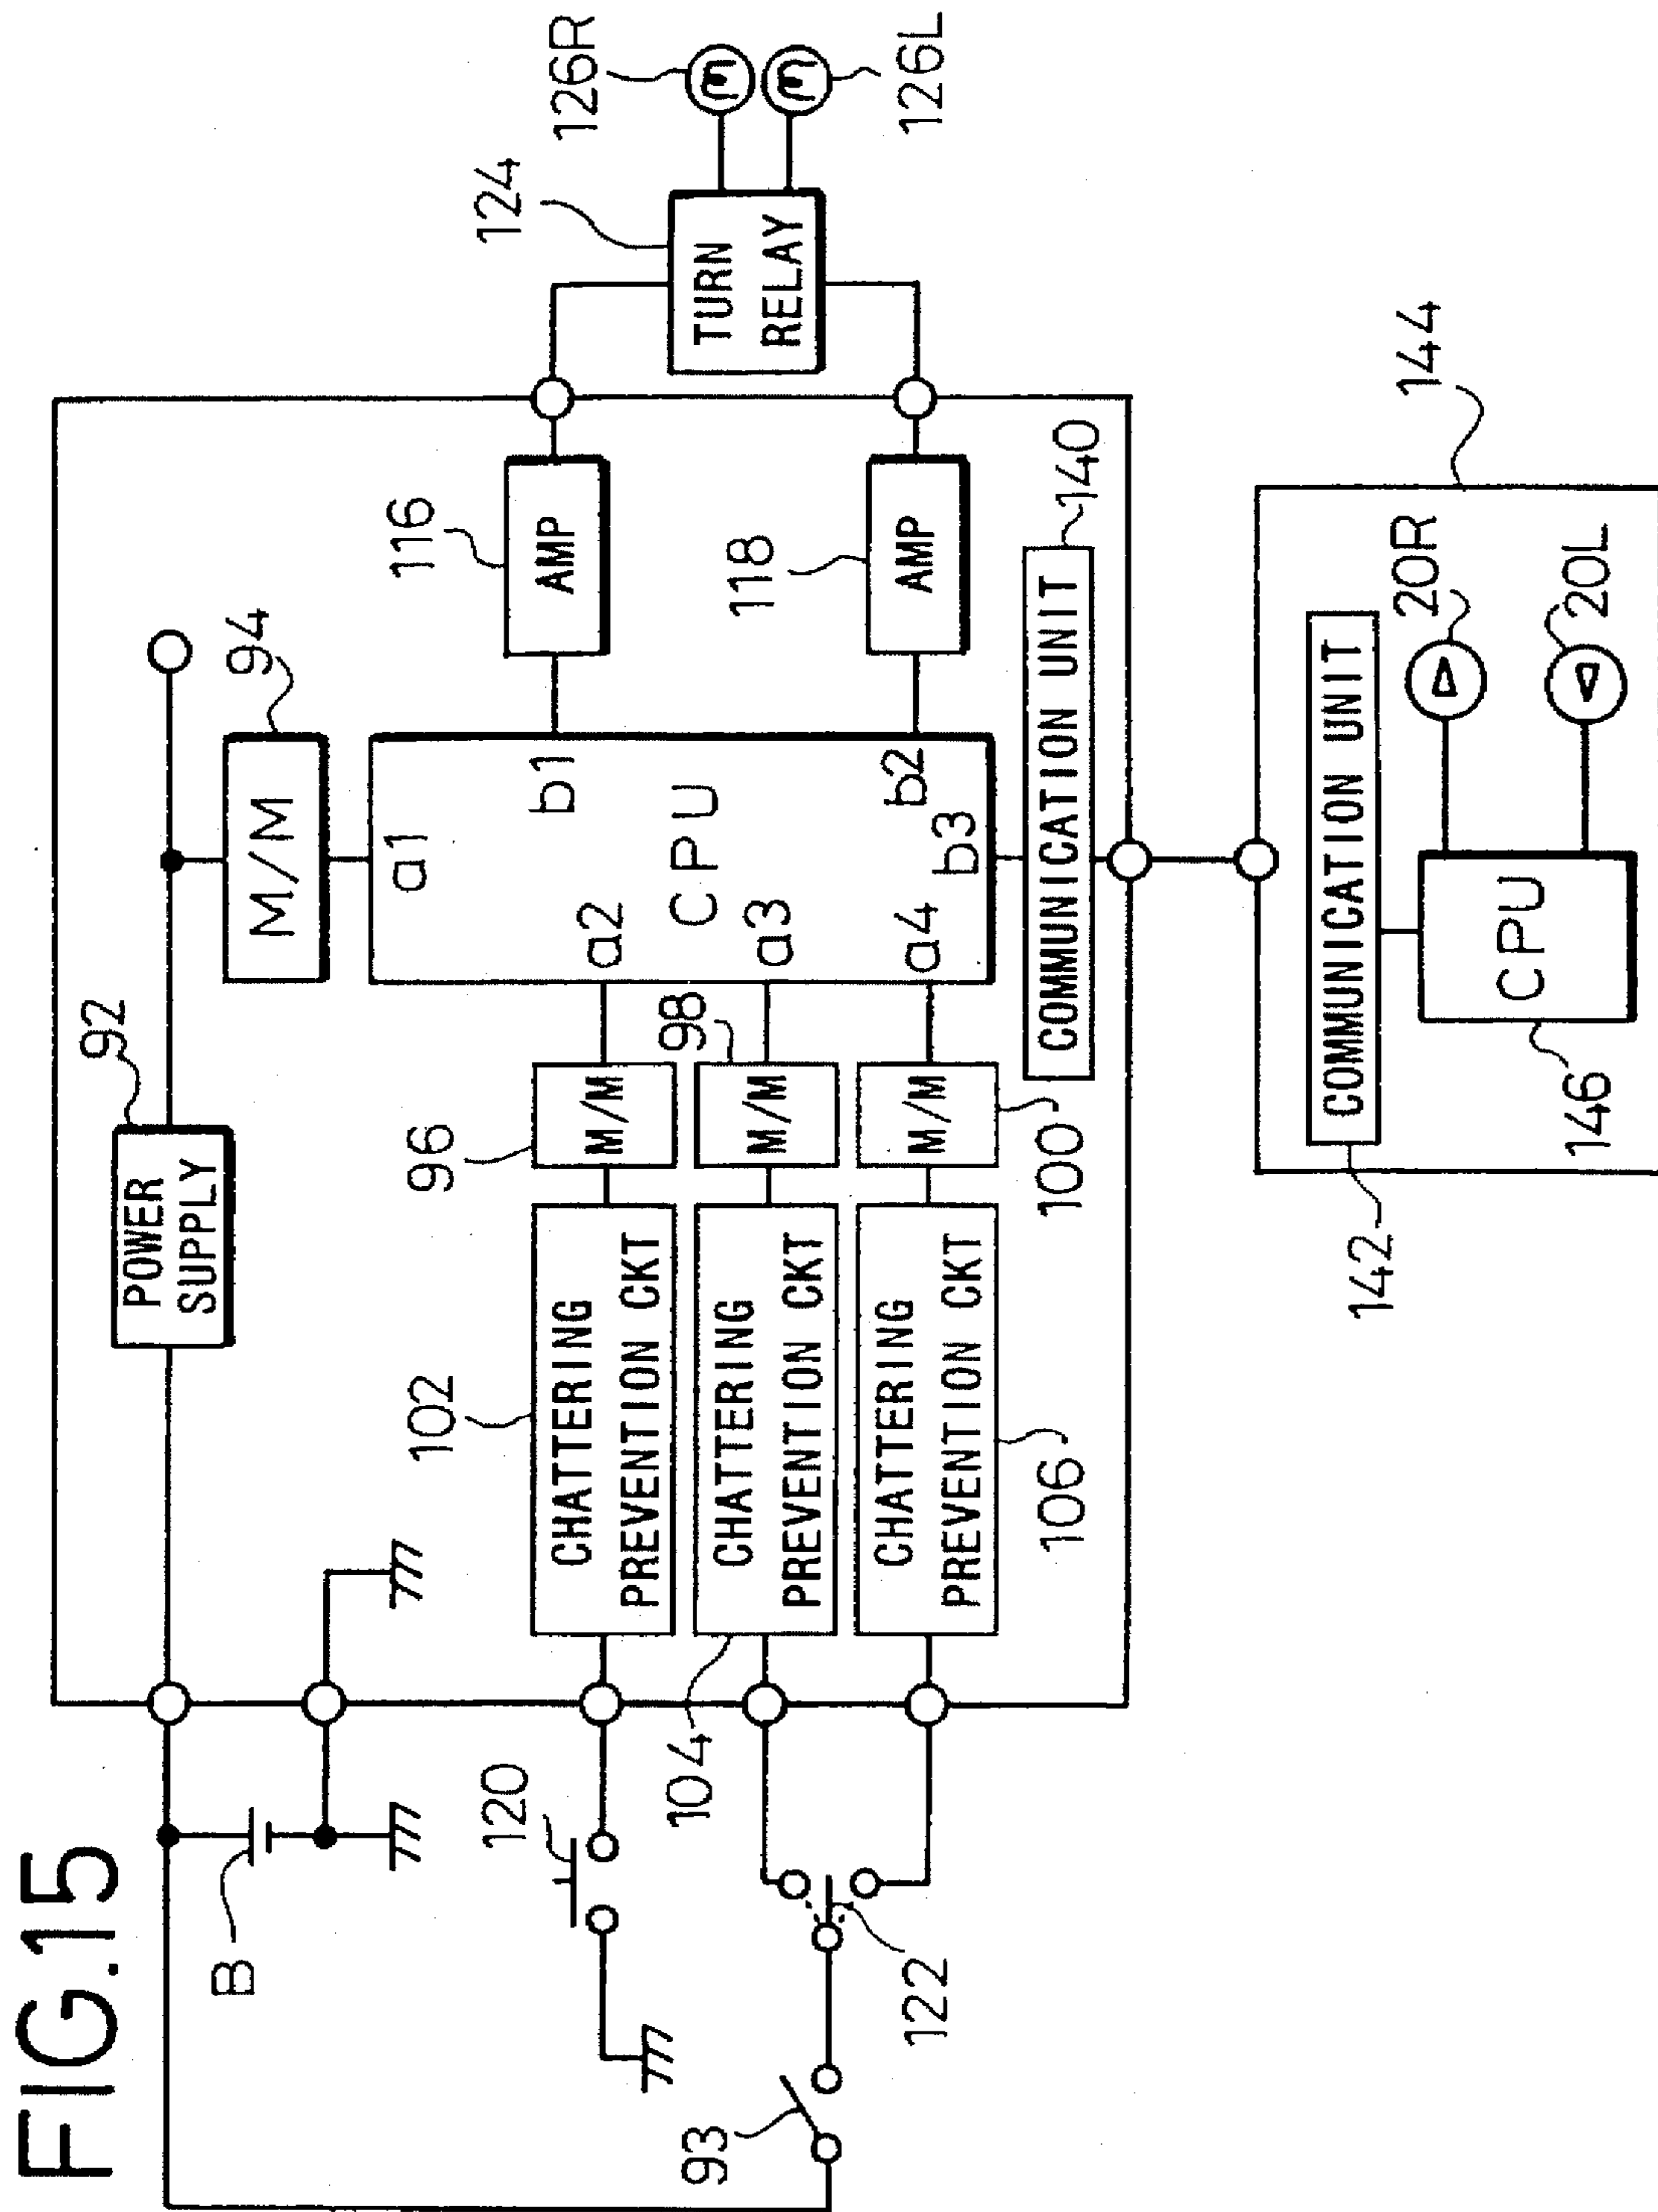 FIG.15
B
92
POWER
SUPPLY
94
M/M
a1
a2
a3
a4
b1
b2
b3
CPU
116
AMP
118
AMP
124
TURN
RELAY
126R
126L
120
102
CHATTERING
PREVENTION CKT
96
M/M
104
CHATTERING
PREVENTION CKT
98
M/M
106
CHATTERING
PREVENTION CKT
100
M/M
93
122
140
COMMUNICATION UNIT
144
142
COMMUNICATION UNIT
146
CPU
20R
20L